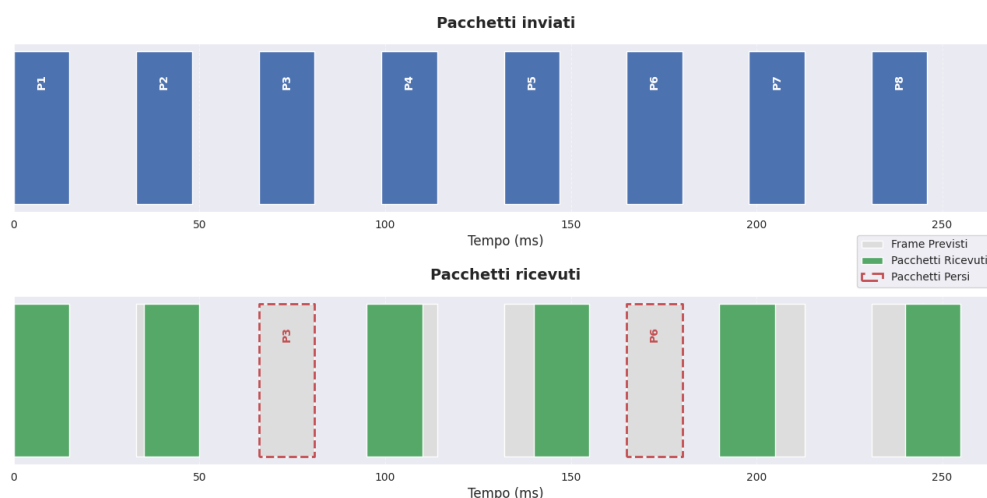 Pacchetti inviati
P1 P2 P3 P4 P5 P6 P7 P8
0 50 100 150 200 250
Tempo (ms)
Frame Previsti
Pacchetti Ricevuti
Pacchetti Persi
Pacchetti ricevuti
P3 P6
0 50 100 150 200 250
Tempo (ms)